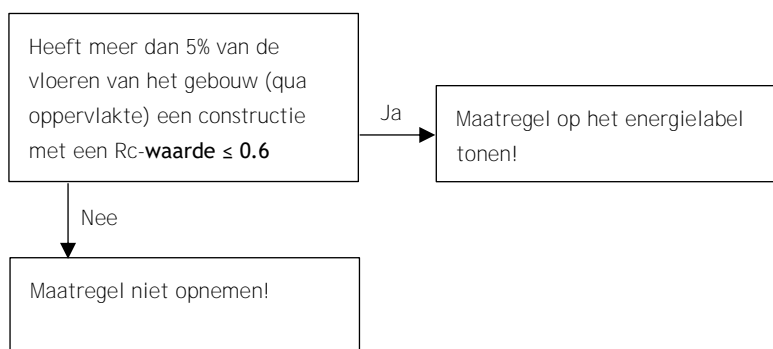 Heeft meer dan 5% van de
vloeren van het gebouw (qua
oppervlakte) een constructie
met een Rc-waarde ≤ 0.6
Ja
Maatregel op het energielabel
tonen!
Nee
Maatregel niet opnemen!